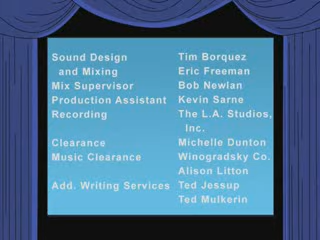 Sound Design Tim Borquez
and Mixing Eric Freeman
Mix Supervisor Bob Newlan
Production Assistant Kevin Sarne
Recording The L.A. Studios,
Inc.
Clearance Michelle Dunton
Music Clearance Winogradsky Co.
Alison Litton
Add. Writing Services Ted Jessup
Ted Mulkerin